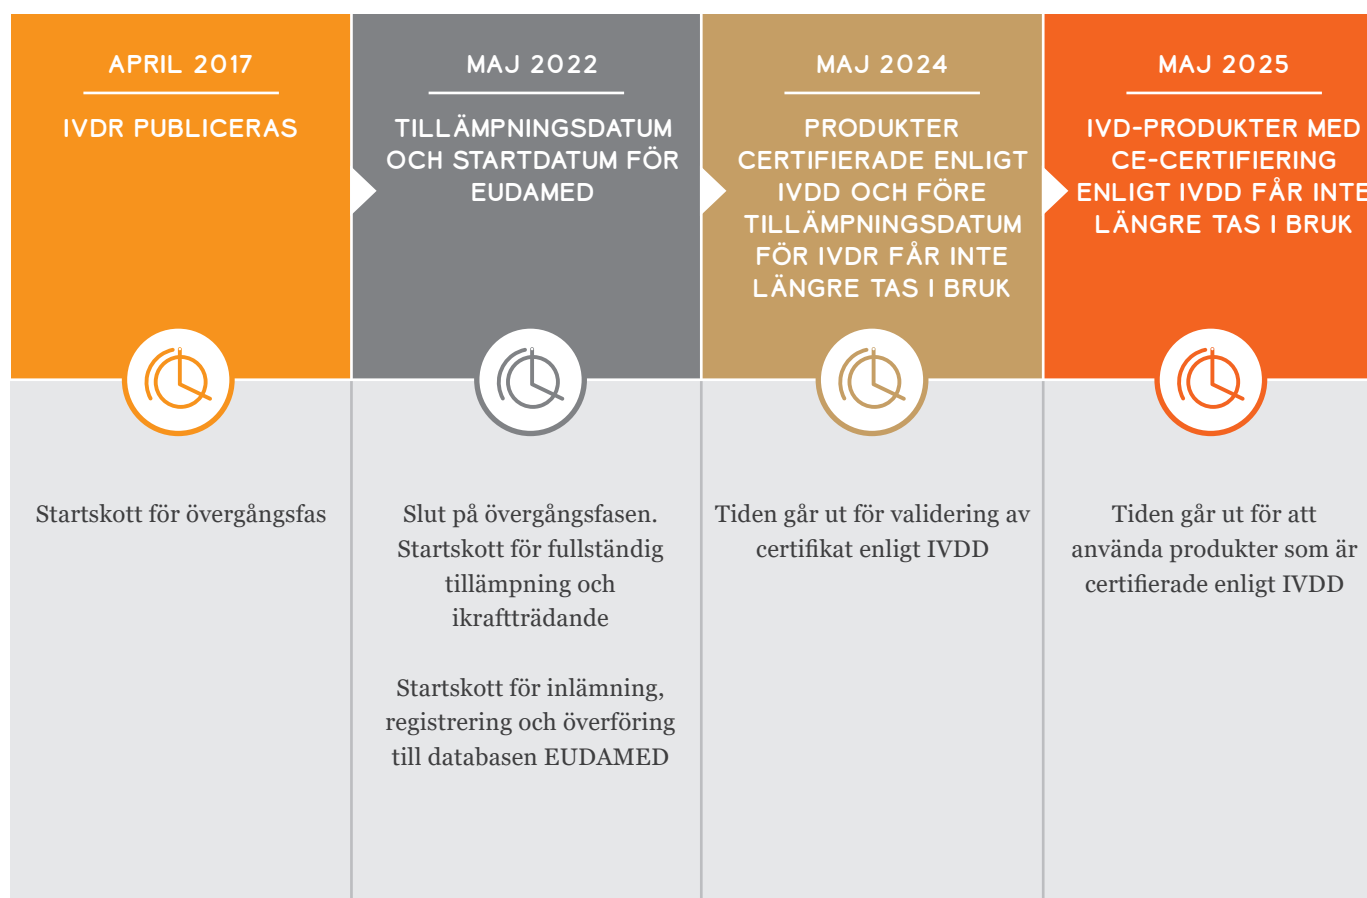 APRIL 2017
IVDR PUBLICERAS
Startskott för övergångsfas
MAJ 2022
TILLÄMPNINGSDATUM
OCH STARTDATUM FÖR
EUDAMED
Slut på övergångsfasen.
Startskott för fullständig
tillämpning och
ikraftträdande
Startskott för inlämning,
registrering och överföring
till databasen EUDAMED
MAJ 2024
PRODUKTER
CERTIFIERADE ENLIGT
IVDD OCH FÖRE
TILLÄMPNINGSDATUM
FÖR IVDR FÅR INTE
LÄNGRE TAS I BRUK
Tiden går ut för validering av
certifikat enligt IVDD
MAJ 2025
IVD-PRODUKTER MED
CE-CERTIFIERING
ENLIGT IVDD FÅR INTE
LÄNGRE TAS I BRUK
Tiden går ut för att
använda produkter som är
certifierade enligt IVDD